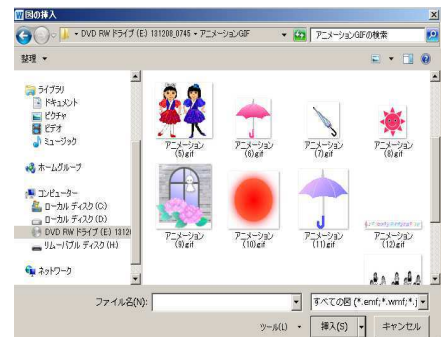 図の挿入
DVD RW ドライブ (E:) 131208_0745 アニメーションGIF
アニメーションGIFの検索
整理
ライブラリ
ドキュメント
ピクチャ
ビデオ
ミュージック
ホームグループ
コンピューター
ローカル ディスク (C:)
ローカル ディスク (D:)
DVD RW ドライブ (E:) 1312
リムーバブル ディスク (H:)
ネットワーク
アニメーション
(5).gif
アニメーション
(6).gif
アニメーション
(7).gif
アニメーション
(8).gif
アニメーション
(9).gif
アニメーション
(10).gif
アニメーション
(11).gif
アニメーション
(12).gif
ファイル名(N):
すべての図 (*.emf;*.wmf;*.j
ツール(L)
挿入(S)
キャンセル